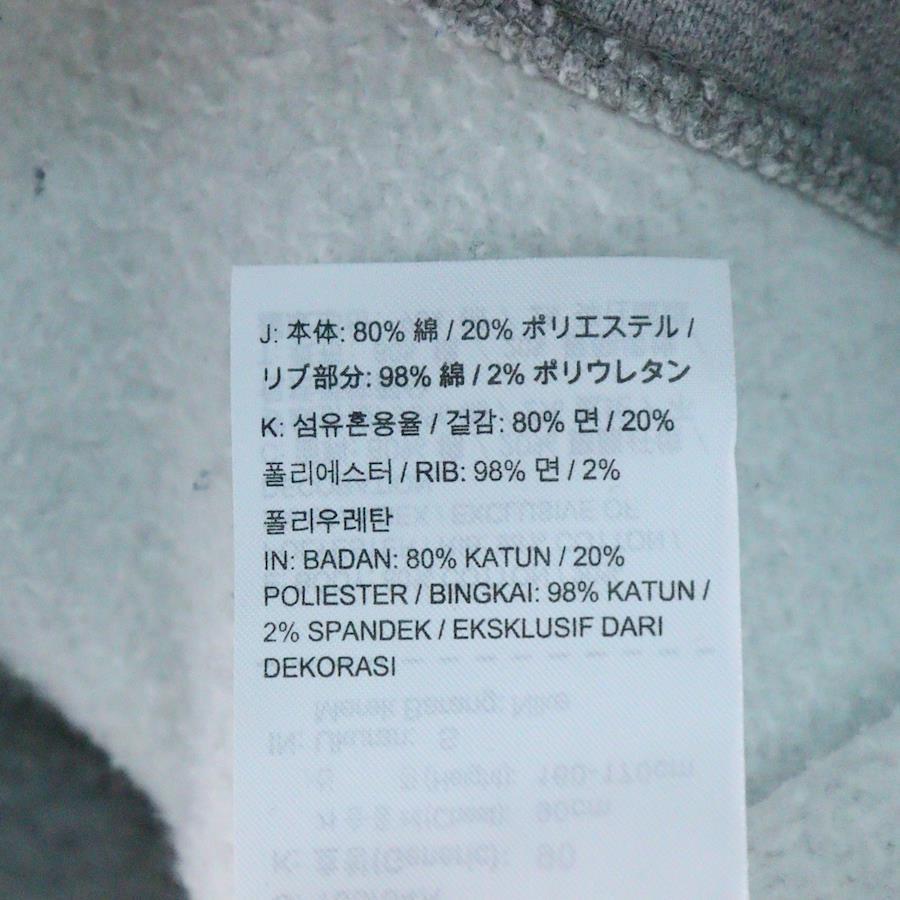 J: 本体: 80% 綿 / 20% ポリエステル /
リブ部分: 98% 綿 / 2% ポリウレタン
K: 섬유혼용율 / 겉감: 80% 면 / 20%
폴리에스터 / RIB: 98% 면 / 2%
폴리우레탄
IN: BADAN: 80% KATUN / 20%
POLIESTER / BINGKAI: 98% KATUN /
2% SPANDEK / EKSKLUSIF DARI
DEKORASI